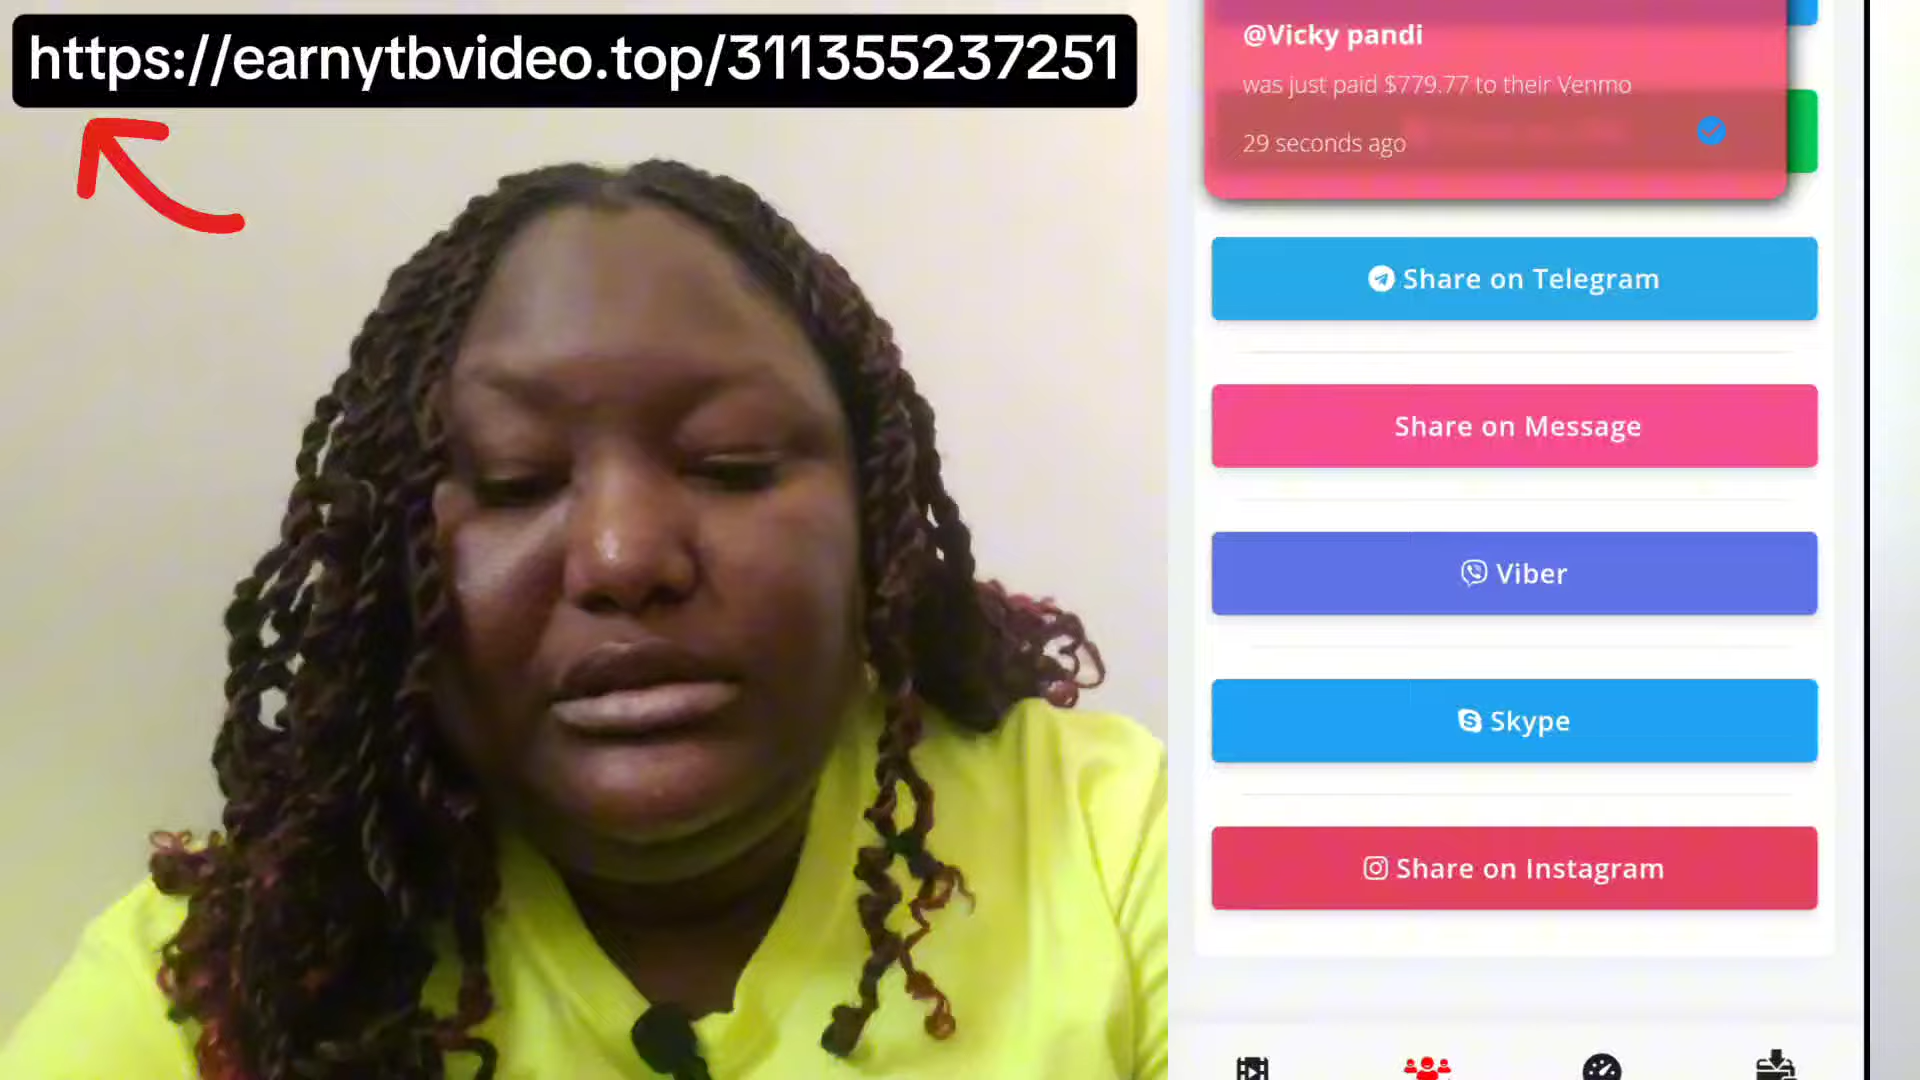 https://earnytbvideo.top/311355237251
@Vicky pandi
was just paid $779.77 to their Venmo
29 seconds ago
Share on Telegram
Share on Message
Viber
Skype
Share on Instagram